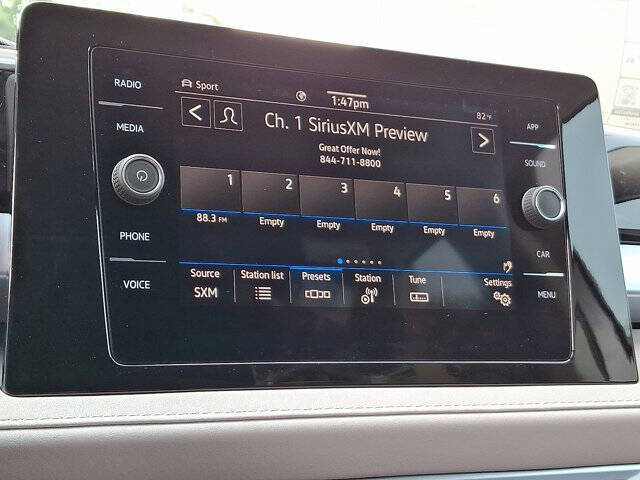 RADIO
MEDIA
PHONE
VOICE
Sport
1:47pm
82°F
Ch. 1 SiriusXM Preview
Great Offer Now!
844-711-8800
1 2 3 4 5 6
88.3 FM Empty Empty Empty Empty Empty
Source Station list Presets Station Tune Settings
SXM
APP
SOUND
CAR
MENU